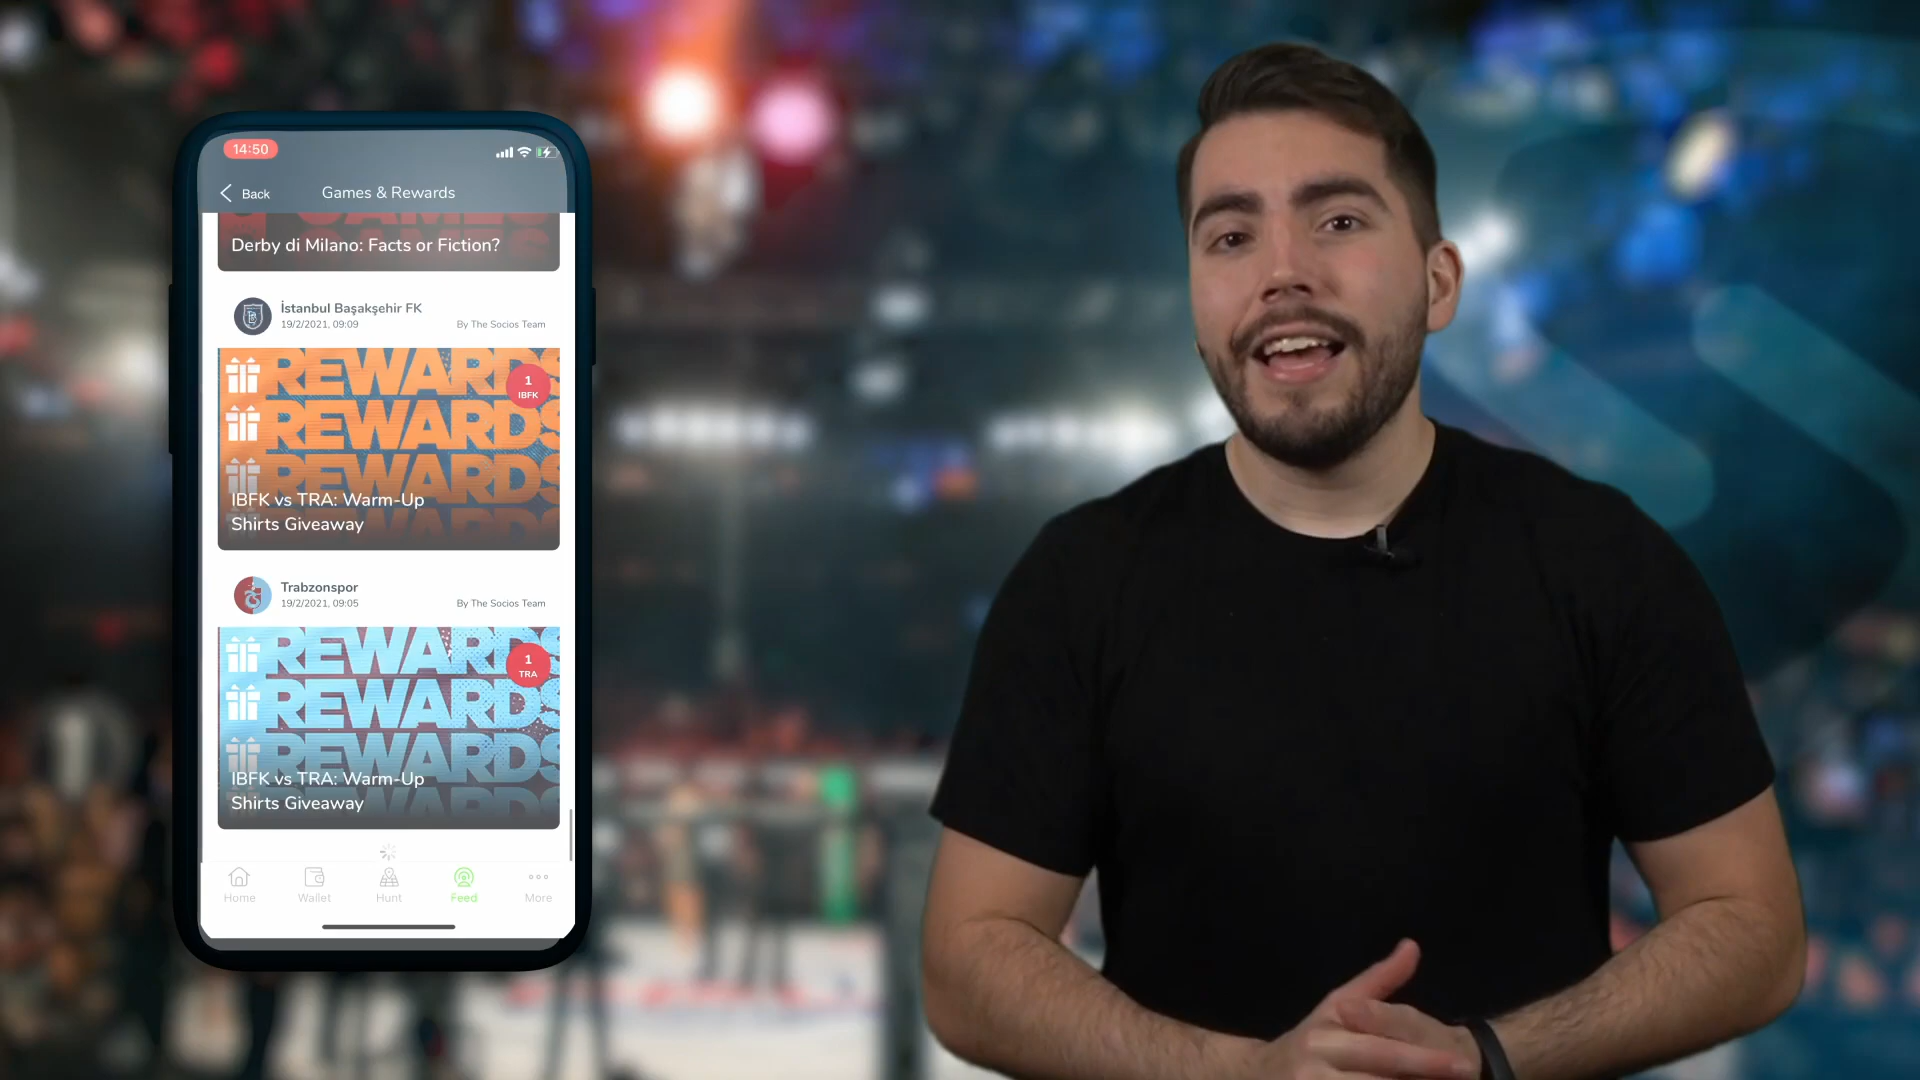 14:50
Back
Games & Rewards
GAMES
Derby di Milano: Facts or Fiction?
İstanbul Başakşehir FK
19/2/2021, 09:09
By The Socios Team
REWARDS
1
IBFK
REWARDS
REWARDS
IBFK vs TRA: Warm-Up
Shirts Giveaway
Trabzonspor
19/2/2021, 09:05
By The Socios Team
REWARDS
1
TRA
REWARDS
REWARDS
IBFK vs TRA: Warm-Up
Shirts Giveaway
Home
Wallet
Hunt
Feed
More